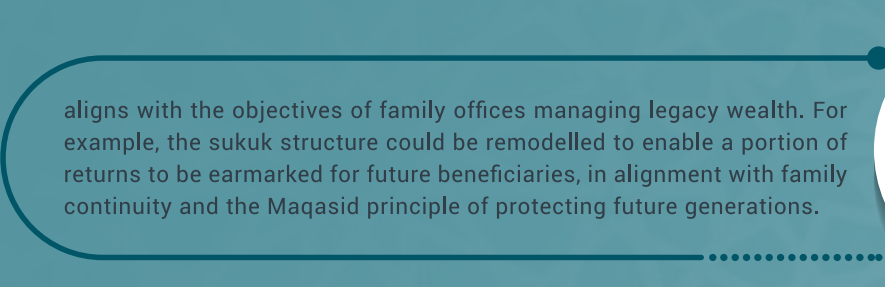 aligns with the objectives of family offices managing legacy wealth. For
example, the sukuk structure could be remodelled to enable a portion of
returns to be earmarked for future beneficiaries, in alignment with family
continuity and the Maqasid principle of protecting future generations.